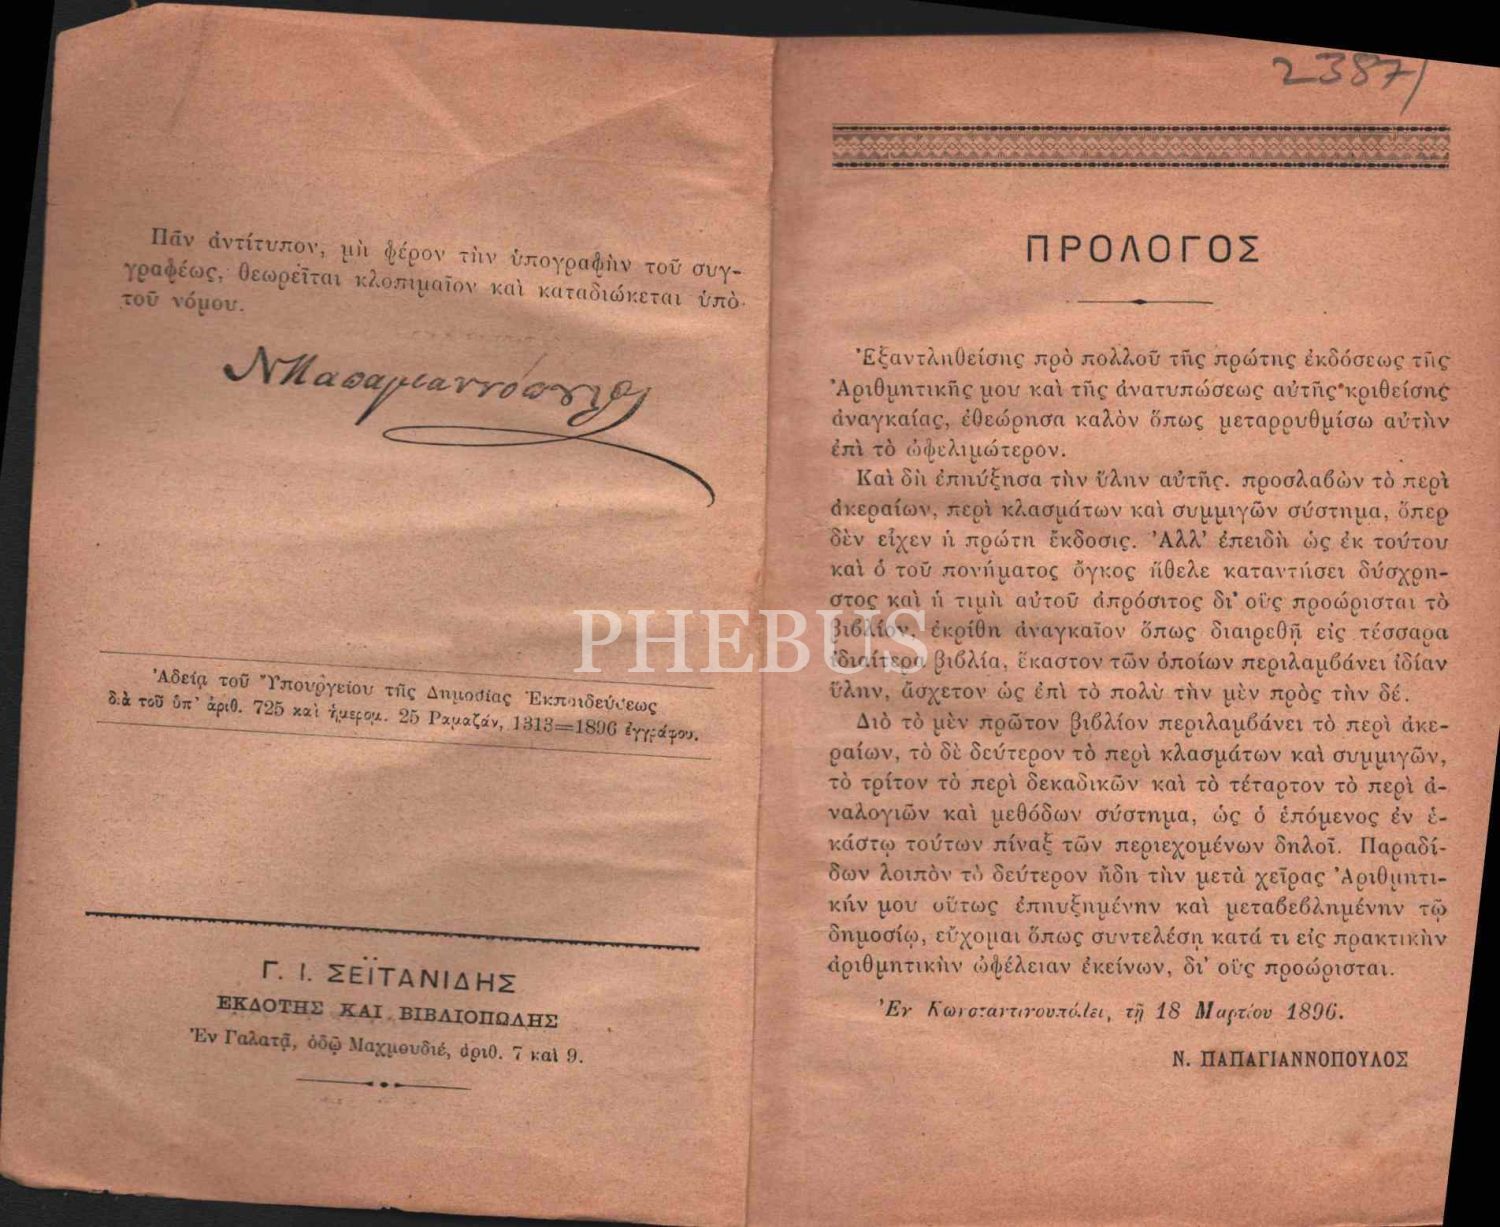 Πᾶν ἀντίτυπον, μὴ φέρον τὴν ὑπογραφὴν τοῦ συγ-
γραφέως, θεωρεῖται κλοπιμαῖον καὶ καταδιώκεται ὑπὸ
τοῦ νόμου.
ΝΠαπαγιαννόπουλος
Ἀδείᾳ τοῦ Ὑπουργείου τῆς Δημοσίας Ἐκπαιδεύσεως
διὰ τοῦ ὑπ' ἀριθ. 725 καὶ ἡμερομ. 25 Ραμαζάν, 1313=1896 ἐγγράφου.
Γ. Ι. ΣΕΪΤΑΝΙΔΗΣ
ΕΚΔΟΤΗΣ ΚΑΙ ΒΙΒΛΙΟΠΩΛΗΣ
Ἐν Γαλατᾷ, ὁδῷ Μαχμουδιέ, ἀριθ. 7 καὶ 9.
2387/
ΠΡΟΛΟΓΟΣ
Ἐξαντληθείσης πρὸ πολλοῦ τῆς πρώτης ἐκδόσεως τῆς
Ἀριθμητικῆς μου καὶ τῆς ἀνατυπώσεως αὐτῆς κριθείσης
ἀναγκαίας, ἐθεώρησα καλὸν ὅπως μεταρρυθμίσω αὐτὴν
ἐπὶ τὸ ὠφελιμώτερον.
Καὶ δὴ ἐπηύξησα τὴν ὕλην αὐτῆς. προσλαβὼν τὸ περὶ
ἀκεραίων, περὶ κλασμάτων καὶ συμμιγῶν σύστημα, ὅπερ
δὲν εἶχεν ἡ πρώτη ἔκδοσις. Ἀλλ' ἐπειδὴ ὡς ἐκ τούτου
καὶ ὁ τοῦ πονήματος ὄγκος ἤθελε καταντήσει δύσχρη-
στος καὶ ἡ τιμὴ αὐτοῦ ἀπρόσιτος δι' οὓς προώρισται τὸ
βιβλίον, ἐκρίθη ἀναγκαῖον ὅπως διαιρεθῇ εἰς τέσσαρα
ἰδιαίτερα βιβλία, ἕκαστον τῶν ὁποίων περιλαμβάνει ἰδίαν
ὕλην, ἄσχετον ὡς ἐπὶ τὸ πολὺ τὴν μὲν πρὸς τὴν δέ.
Διὸ τὸ μὲν πρῶτον βιβλίον περιλαμβάνει τὸ περὶ ἀκε-
ραίων, τὸ δὲ δεύτερον τὸ περὶ κλασμάτων καὶ συμμιγῶν,
τὸ τρίτον τὸ περὶ δεκαδικῶν καὶ τὸ τέταρτον τὸ περὶ ἀ-
ναλογιῶν καὶ μεθόδων σύστημα, ὡς ὁ ἑπόμενος ἐν ἑ-
κάστῳ τούτων πίναξ τῶν περιεχομένων δηλοῖ. Παραδί-
δων λοιπὸν τὸ δεύτερον ἤδη τὴν μετὰ χεῖρας Ἀριθμητι-
κήν μου οὕτως ἐπηυξημένην καὶ μεταβεβλημένην τῷ
δημοσίῳ, εὔχομαι ὅπως συντελέσῃ κατά τι εἰς πρακτικὴν
ἀριθμητικὴν ὠφέλειαν ἐκείνων, δι' οὓς προώρισται.
Ἐν Κωνσταντινουπόλει, τῇ 18 Μαρτίου 1896.
Ν. ΠΑΠΑΓΙΑΝΝΟΠΟΥΛΟΣ
PHEBUS